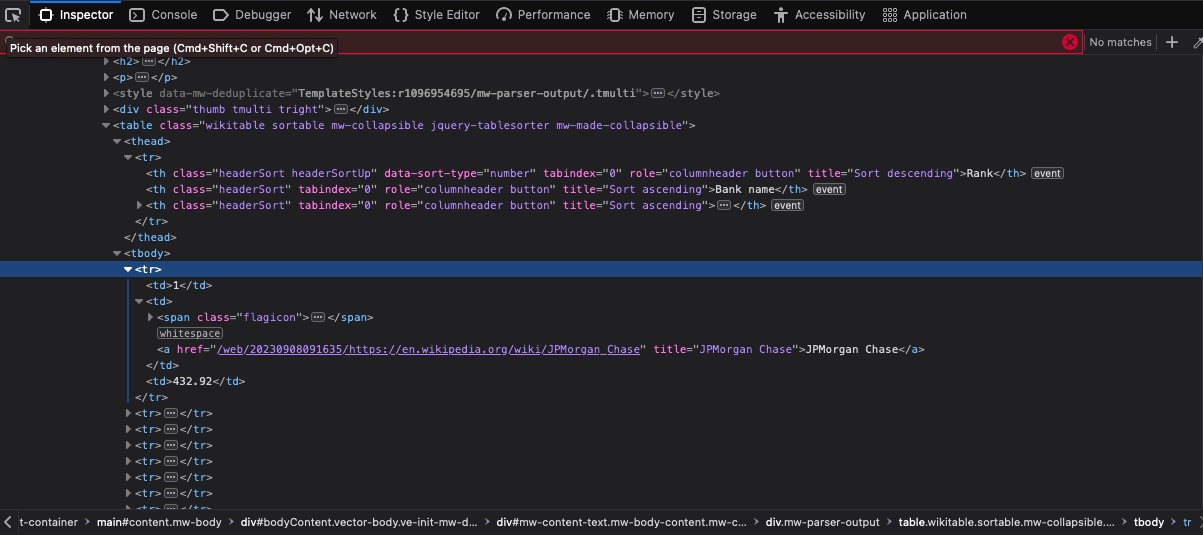 Inspector Console Debugger Network {} Style Editor Performance Memory Storage Accessibility Application
Pick an element from the page (Cmd+Shift+C or Cmd+Opt+C) No matches +
<h2>…</h2>
<p>…</p>
<style data-mw-deduplicate="TemplateStyles:r1096954695/mw-parser-output/.tmulti">…</style>
<div class="thumb tmulti tright">…</div>
<table class="wikitable sortable mw-collapsible jquery-tablesorter mw-made-collapsible">
<thead>
<tr>
<th class="headerSort headerSortUp" data-sort-type="number" tabindex="0" role="columnheader button" title="Sort descending">Rank</th> event
<th class="headerSort" tabindex="0" role="columnheader button" title="Sort ascending">Bank name</th> event
<th class="headerSort" tabindex="0" role="columnheader button" title="Sort ascending">…</th> event
</tr>
</thead>
<tbody>
<tr>
<td>1</td>
<td>
<span class="flagicon">…</span>
whitespace
<a href="/web/20230908091635/https://en.wikipedia.org/wiki/JPMorgan_Chase" title="JPMorgan Chase">JPMorgan Chase</a>
</td>
<td>432.92</td>
</tr>
<tr>…</tr>
<tr>…</tr>
<tr>…</tr>
<tr>…</tr>
<tr>…</tr>
<tr>…</tr>
t-container > main#content.mw-body > div#bodyContent.vector-body.ve-init-mw-d… > div#mw-content-text.mw-body-content.mw-c… > div.mw-parser-output > table.wikitable.sortable.mw-collapsible.… > tbody > tr